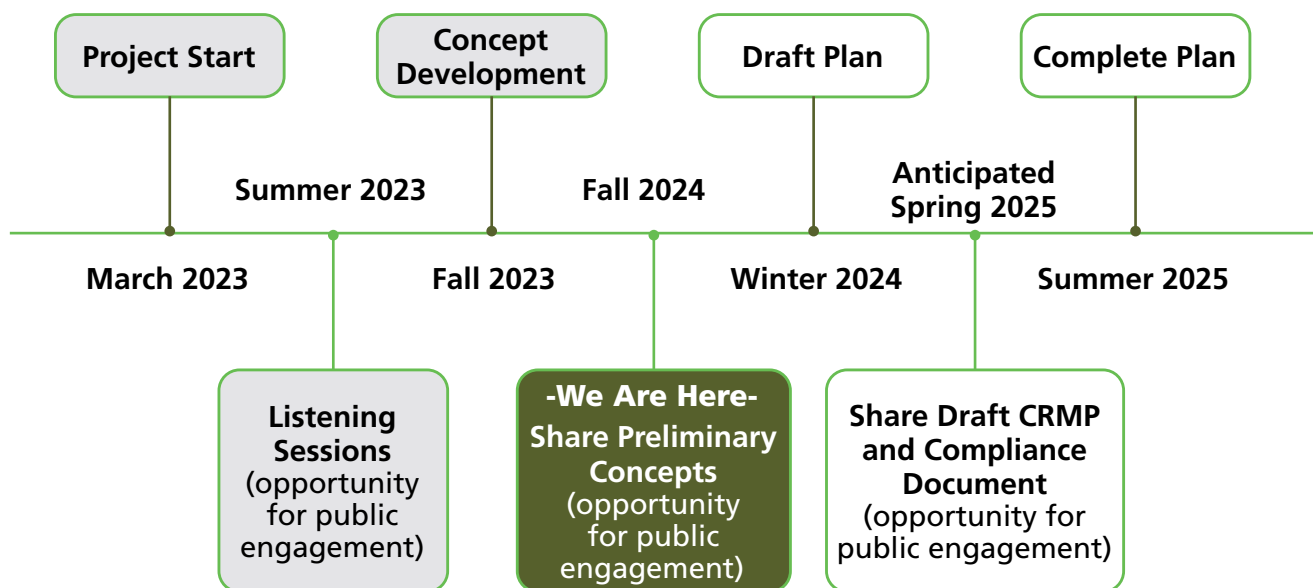 Project Start
Concept
Development
Draft Plan
Complete Plan
Summer 2023
Fall 2024
Anticipated
Spring 2025
March 2023
Fall 2023
Winter 2024
Summer 2025
Listening
Sessions
(opportunity
for public
engagement)
-We Are Here-
Share Preliminary
Concepts
(opportunity
for public
engagement)
Share Draft CRMP
and Compliance
Document
(opportunity for
public engagement)